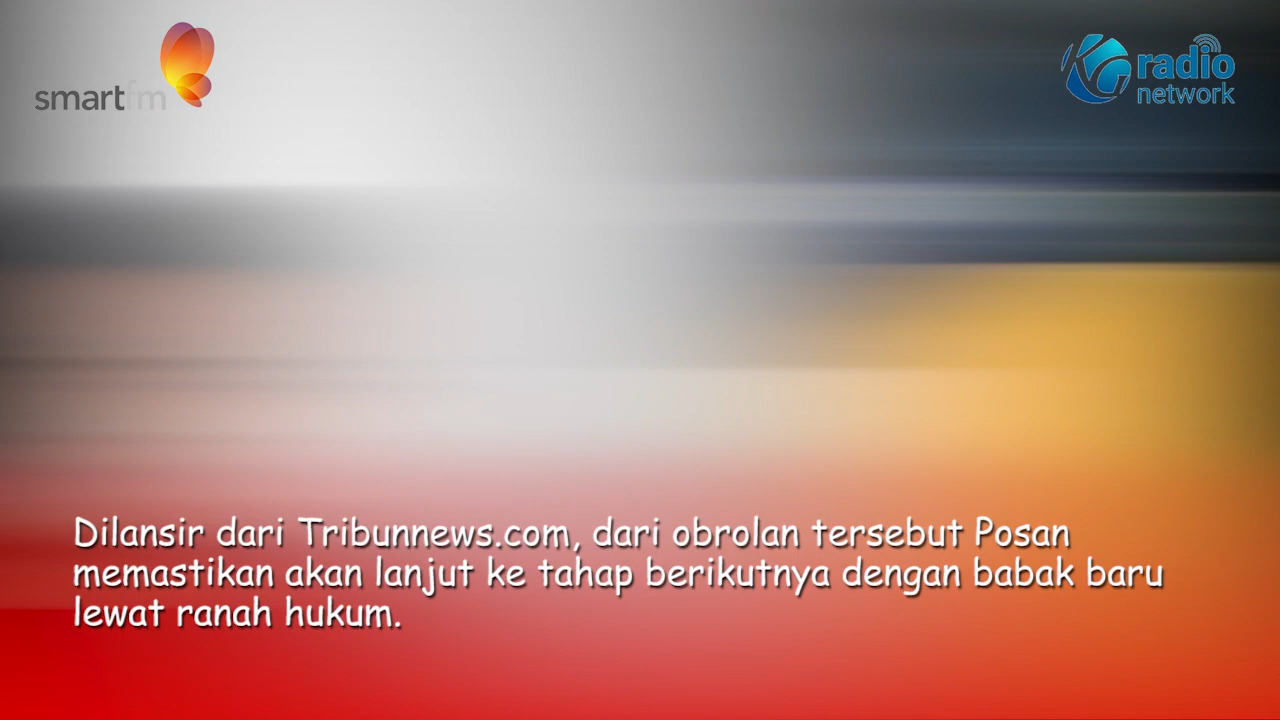 smartfm
radio
network
Dilansir dari Tribunnews.com, dari obrolan tersebut Posan
memastikan akan lanjut ke tahap berikutnya dengan babak baru
lewat ranah hukum.